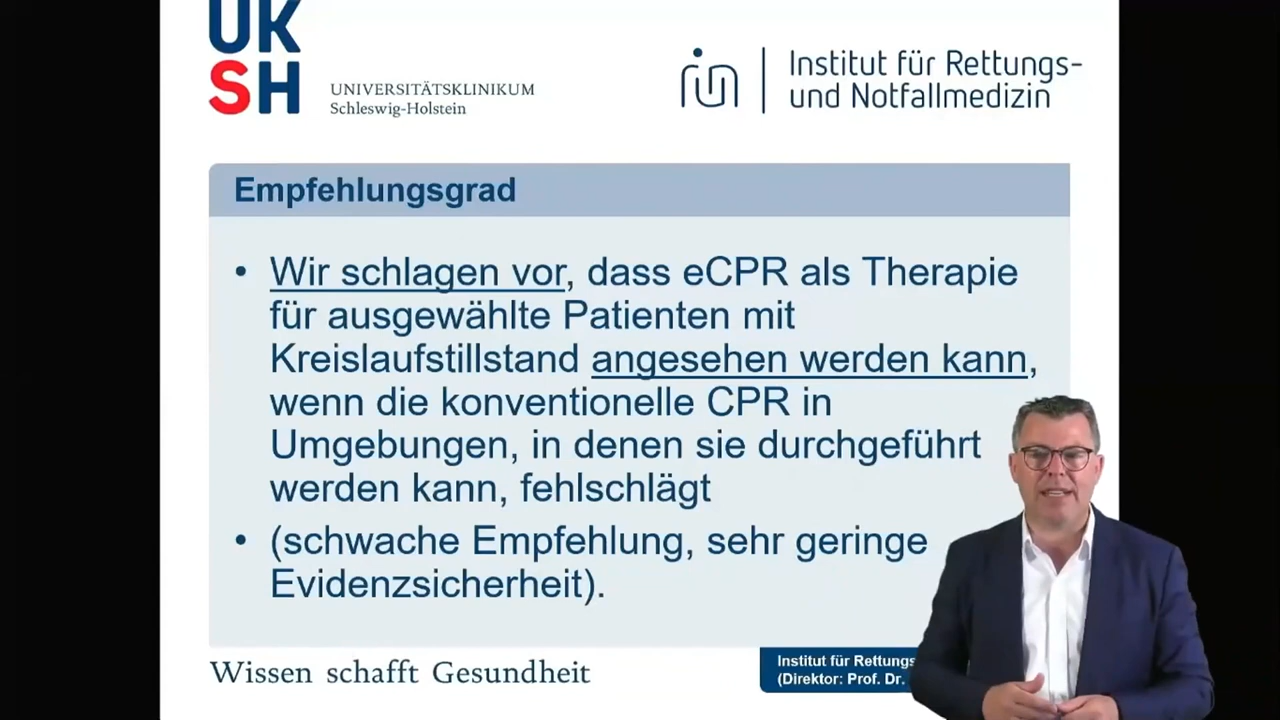 UK
SH
UNIVERSITÄTSKLINIKUM
Schleswig-Holstein
Institut für Rettungs-
und Notfallmedizin
Empfehlungsgrad
• Wir schlagen vor, dass eCPR als Therapie
für ausgewählte Patienten mit
Kreislaufstillstand angesehen werden kann,
wenn die konventionelle CPR in
Umgebungen, in denen sie durchgeführt
werden kann, fehlschlägt
• (schwache Empfehlung, sehr geringe
Evidenzsicherheit).
Wissen schafft Gesundheit
Institut für Rettungs
(Direktor: Prof. Dr.